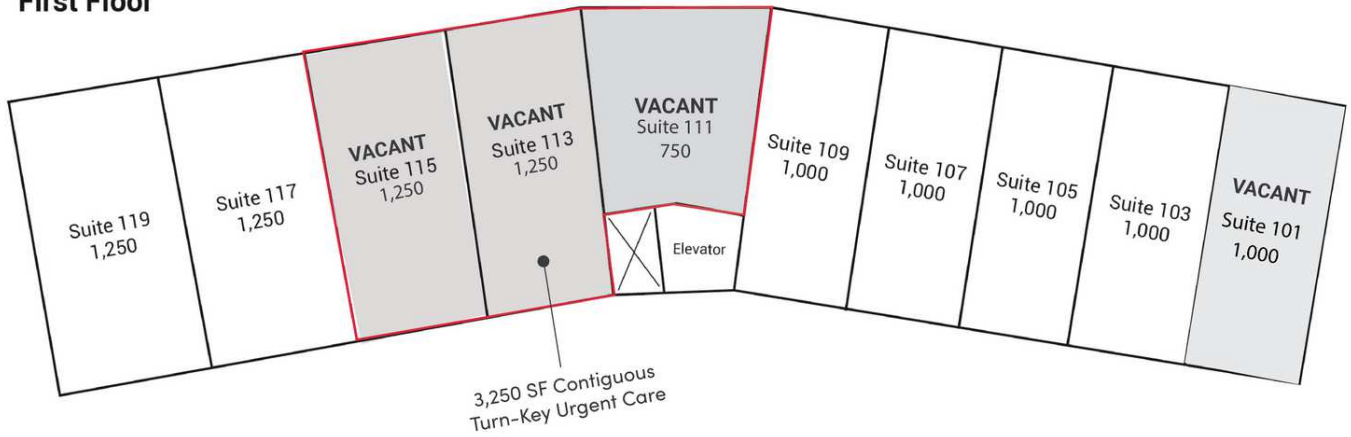 First Floor
Suite 119
1,250
Suite 117
1,250
VACANT
Suite 115
1,250
VACANT
Suite 113
1,250
VACANT
Suite 111
750
Elevator
Suite 109
1,000
Suite 107
1,000
Suite 105
1,000
Suite 103
1,000
VACANT
Suite 101
1,000
3,250 SF Contiguous
Turn-Key Urgent Care